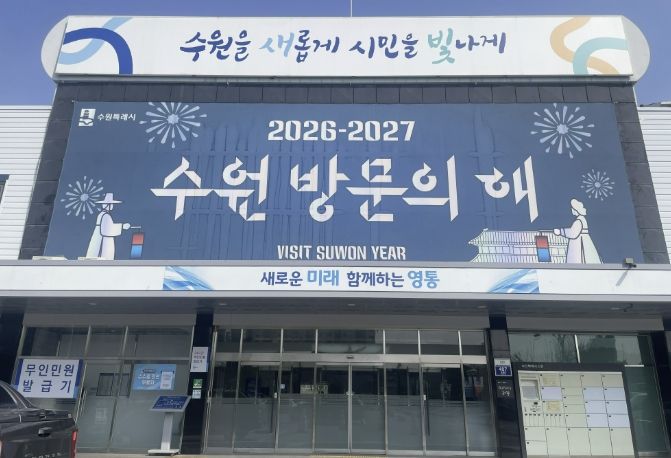 수원을 새롭게 시민을 빛나게
수원특례시
2026-2027
수원 방문의 해
VISIT SUWON YEAR
새로운 미래 함께하는 영통
무인민원
발급기